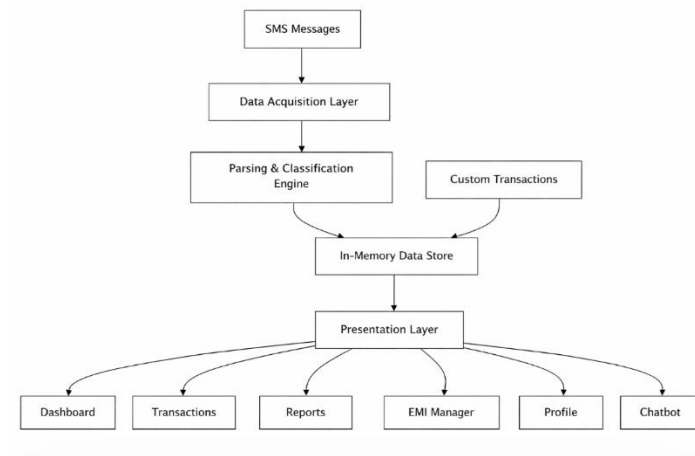 SMS Messages
Data Acquisition Layer
Parsing & Classification
Engine
Custom Transactions
In-Memory Data Store
Presentation Layer
Dashboard
Transactions
Reports
EMI Manager
Profile
Chatbot